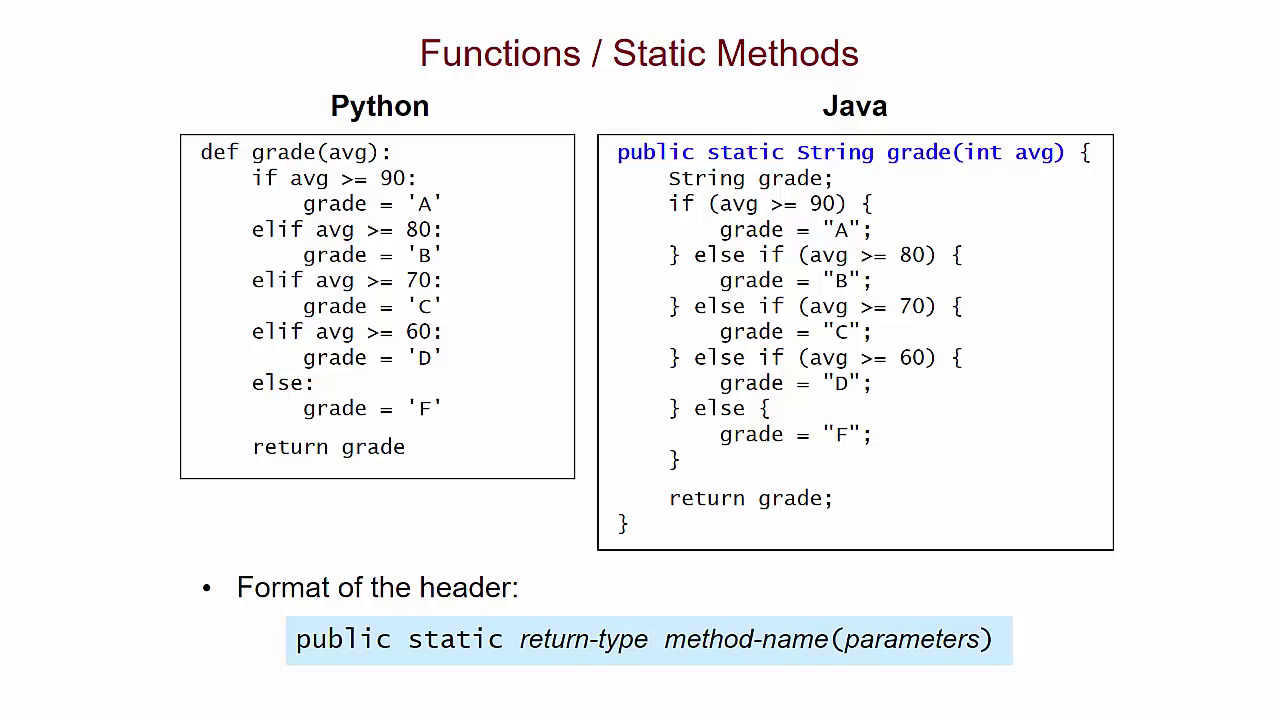 Functions / Static Methods
Python
def grade(avg):
    if avg >= 90:
        grade = 'A'
    elif avg >= 80:
        grade = 'B'
    elif avg >= 70:
        grade = 'C'
    elif avg >= 60:
        grade = 'D'
    else:
        grade = 'F'
    return grade
Java
public static String grade(int avg) {
    String grade;
    if (avg >= 90) {
        grade = "A";
    } else if (avg >= 80) {
        grade = "B";
    } else if (avg >= 70) {
        grade = "C";
    } else if (avg >= 60) {
        grade = "D";
    } else {
        grade = "F";
    }
    return grade;
}
• Format of the header:
public static return-type method-name(parameters)